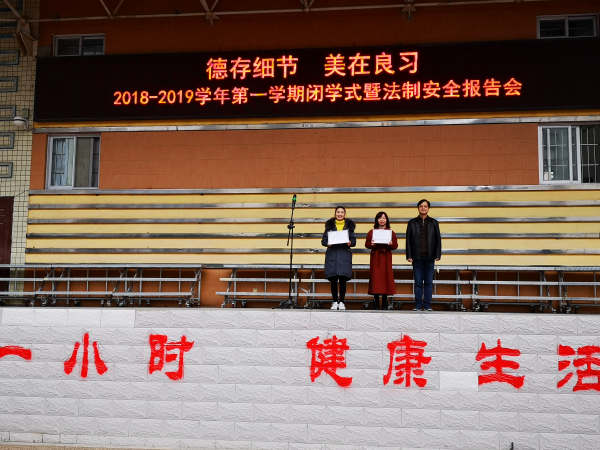 德存细节 美在良习
2018-2019学年第一学期闭学式暨法制安全报告会
一小时 健康生活